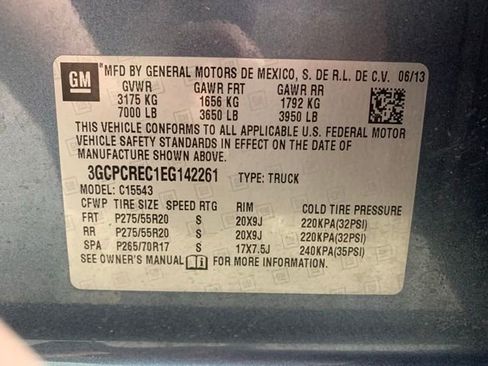 GM MFD BY GENERAL MOTORS DE MEXICO, S. DE R.L. DE C.V. 06/13
GVWR GAWR FRT GAWR RR
3175 KG 1656 KG 1792 KG
7000 LB 3650 LB 3950 LB
THIS VEHICLE CONFORMS TO ALL APPLICABLE U.S. FEDERAL MOTOR
VEHICLE SAFETY STANDARDS IN EFFECT ON THE DATE OF
MANUFACTURE SHOWN ABOVE.
3GCPCREC1EG142261 TYPE: TRUCK
MODEL: C15543
CFWP TIRE SIZE SPEED RTG RIM COLD TIRE PRESSURE
FRT P275/55R20 S 20X9J 220KPA(32PSI)
RR P275/55R20 S 20X9J 220KPA(32PSI)
SPA P265/70R17 S 17X7.5J 240KPA(35PSI)
SEE OWNER'S MANUAL FOR MORE INFORMATION.